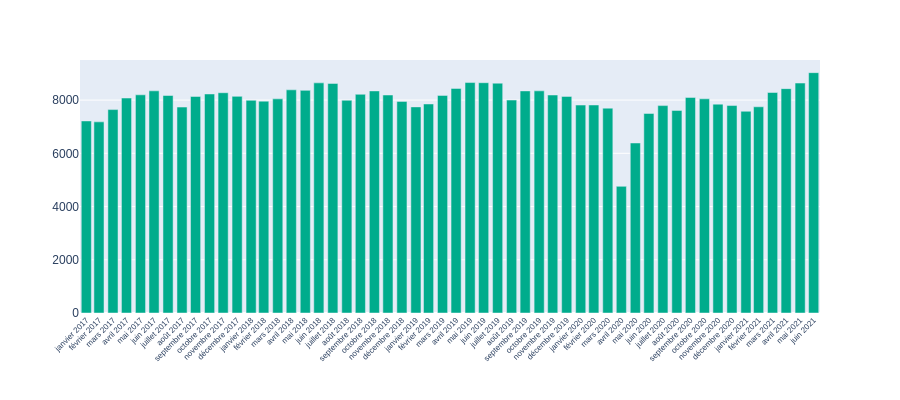 8000
6000
4000
2000
0
janvier 2017
février 2017
mars 2017
avril 2017
mai 2017
juin 2017
juillet 2017
août 2017
septembre 2017
octobre 2017
novembre 2017
décembre 2017
janvier 2018
février 2018
mars 2018
avril 2018
mai 2018
juin 2018
juillet 2018
août 2018
septembre 2018
octobre 2018
novembre 2018
décembre 2018
janvier 2019
février 2019
mars 2019
avril 2019
mai 2019
juin 2019
juillet 2019
août 2019
septembre 2019
octobre 2019
novembre 2019
décembre 2019
janvier 2020
février 2020
mars 2020
avril 2020
mai 2020
juin 2020
juillet 2020
août 2020
septembre 2020
octobre 2020
novembre 2020
décembre 2020
janvier 2021
février 2021
mars 2021
avril 2021
mai 2021
juin 2021